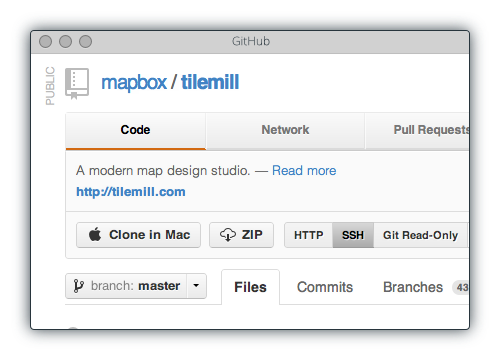 GitHub
PUBLIC
mapbox / tilemill
Code Network Pull Requests
A modern map design studio. — Read more
http://tilemill.com
Clone in Mac ZIP HTTP SSH Git Read-Only
branch: master Files Commits Branches 43